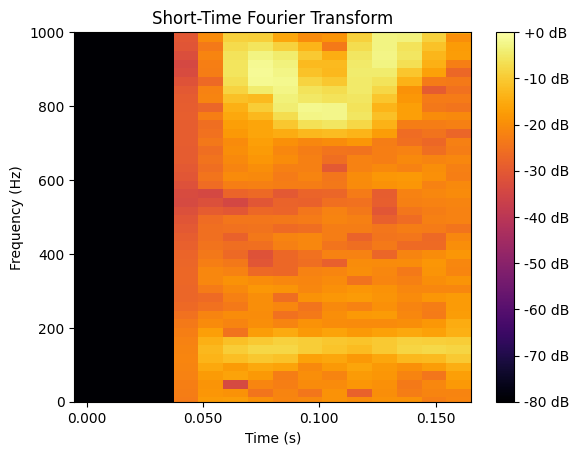 Short-Time Fourier Transform
1000
800
600
400
200
0
Frequency (Hz)
0.000
0.050
0.100
0.150
Time (s)
+0 dB
-10 dB
-20 dB
-30 dB
-40 dB
-50 dB
-60 dB
-70 dB
-80 dB